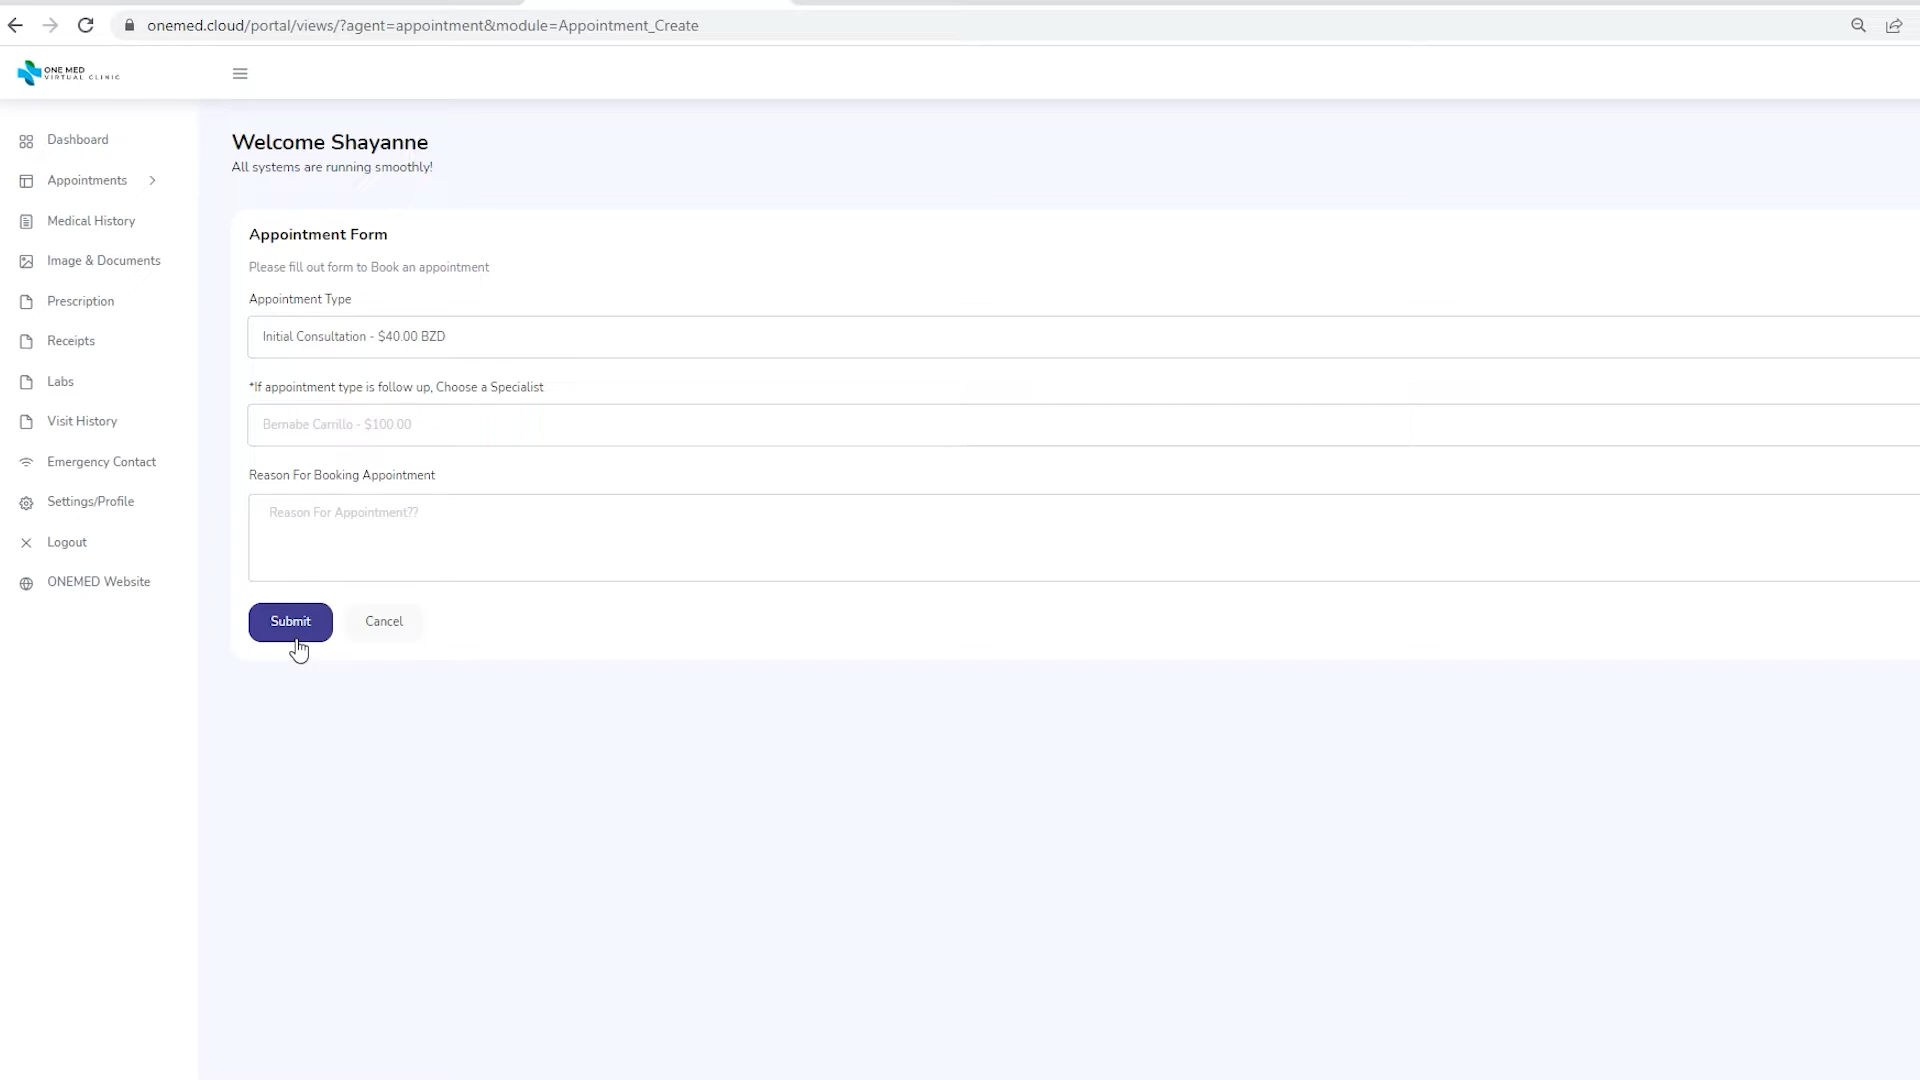 onemed.cloud/portal/views/?agent=appointment&module=Appointment_Create
ONE MED
VIRTUAL CLINIC
Dashboard
Appointments
Medical History
Image & Documents
Prescription
Receipts
Labs
Visit History
Emergency Contact
Settings/Profile
Logout
ONEMED Website
Welcome Shayanne
All systems are running smoothly!
Appointment Form
Please fill out form to Book an appointment
Appointment Type
Initial Consultation - $40.00 BZD
*If appointment type is follow up, Choose a Specialist
Bernabe Carrillo - $100.00
Reason For Booking Appointment
Reason For Appointment??
Submit
Cancel